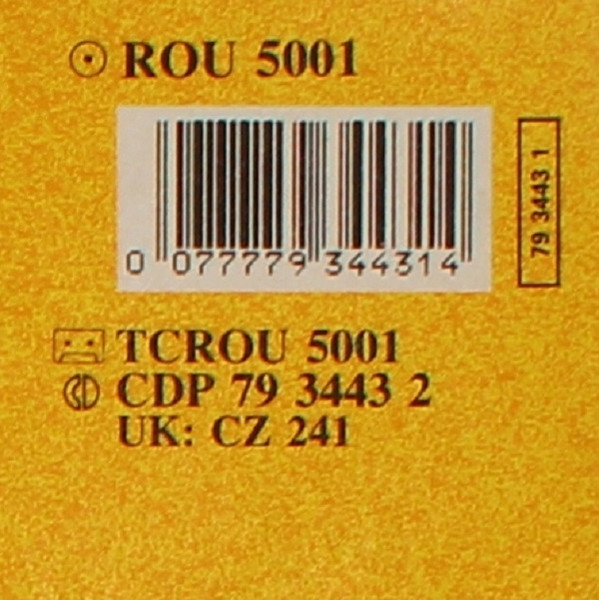 ROU 5001
0 077779 344314
79 3443 1
TCROU 5001
CDP 79 3443 2
UK: CZ 241